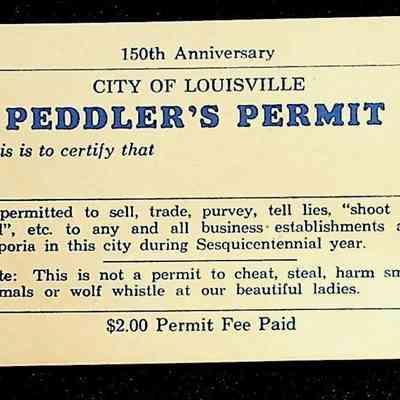 150th Anniversary
CITY OF LOUISVILLE
PEDDLER'S PERMIT
is is to certify that
permitted to sell, trade, purvey, tell lies, "shoot
", etc. to any and all business establishments a
poria in this city during Sesquicentennial year.
te: This is not a permit to cheat, steal, harm sm
mals or wolf whistle at our beautiful ladies.
$2.00 Permit Fee Paid